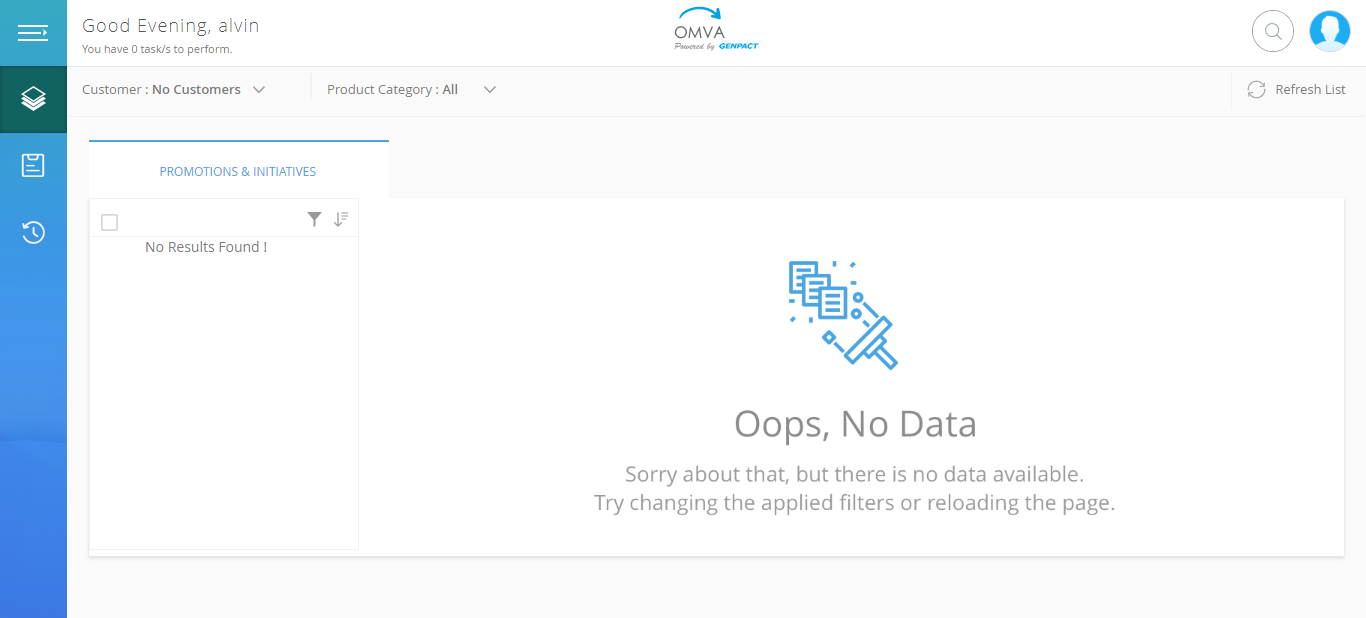 Good Evening, alvin
You have 0 task/s to perform.
OMVA
Powered by GENPACT
Customer : No Customers
Product Category : All
Refresh List
PROMOTIONS & INITIATIVES
No Results Found !
Oops, No Data
Sorry about that, but there is no data available.
Try changing the applied filters or reloading the page.